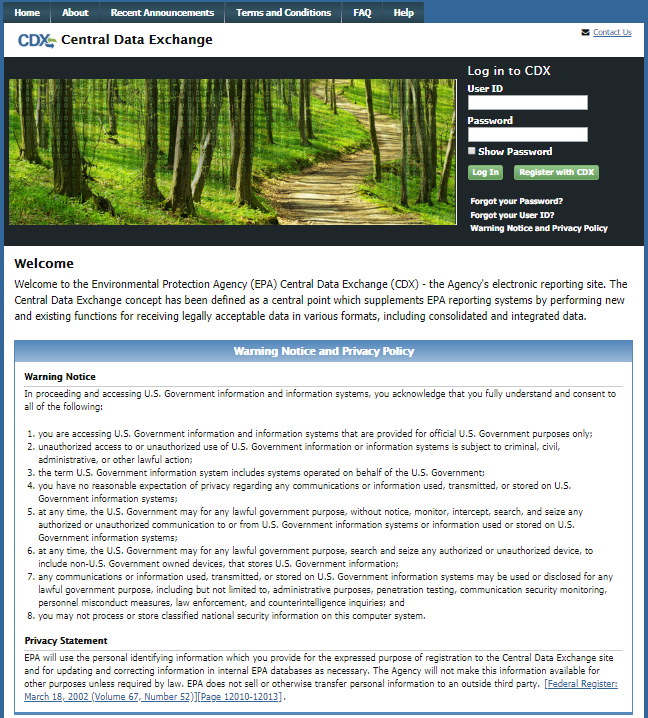 Home About Recent Announcements Terms and Conditions FAQ Help
Contact Us
CDX Central Data Exchange
Log in to CDX
User ID
Password
Show Password
Log In Register with CDX
Forgot your Password?
Forgot your User ID?
Warning Notice and Privacy Policy
Welcome
Welcome to the Environmental Protection Agency (EPA) Central Data Exchange (CDX) - the Agency's electronic reporting site. The
Central Data Exchange concept has been defined as a central point which supplements EPA reporting systems by performing new
and existing functions for receiving legally acceptable data in various formats, including consolidated and integrated data.
Warning Notice and Privacy Policy
Warning Notice
In proceeding and accessing U.S. Government information and information systems, you acknowledge that you fully understand and consent to
all of the following:
1. you are accessing U.S. Government information and information systems that are provided for official U.S. Government purposes only;
2. unauthorized access to or unauthorized use of U.S. Government information or information systems is subject to criminal, civil,
administrative, or other lawful action;
3. the term U.S. Government information system includes systems operated on behalf of the U.S. Government;
4. you have no reasonable expectation of privacy regarding any communications or information used, transmitted, or stored on U.S.
Government information systems;
5. at any time, the U.S. Government may for any lawful government purpose, without notice, monitor, intercept, search, and seize any
authorized or unauthorized communication to or from U.S. Government information systems or information used or stored on U.S.
Government information systems;
6. at any time, the U.S. Government may for any lawful government purpose, search and seize any authorized or unauthorized device, to
include non-U.S. Government owned devices, that stores U.S. Government information;
7. any communications or information used, transmitted, or stored on U.S. Government information systems may be used or disclosed for any
lawful government purpose, including but not limited to, administrative purposes, penetration testing, communication security monitoring,
personnel misconduct measures, law enforcement, and counterintelligence inquiries; and
8. you may not process or store classified national security information on this computer system.
Privacy Statement
EPA will use the personal identifying information which you provide for the expressed purpose of registration to the Central Data Exchange site
and for updating and correcting information in internal EPA databases as necessary. The Agency will not make this information available for
other purposes unless required by law. EPA does not sell or otherwise transfer personal information to an outside third party. [Federal Register:
March 18, 2002 (Volume 67, Number 52)][Page 12010-12013].